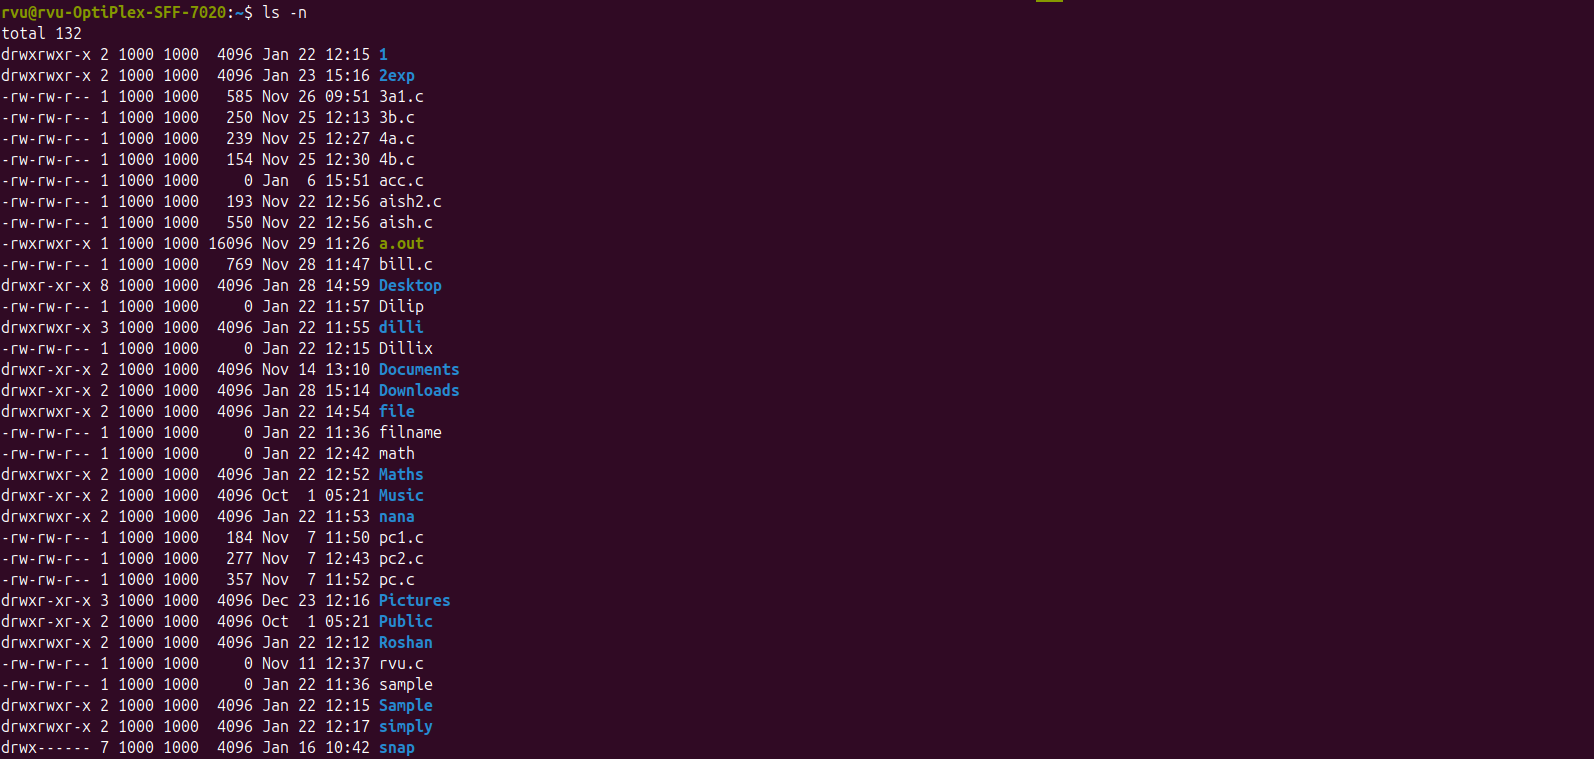 rvu@rvu-OptiPlex-SFF-7020:~$ ls -n
total 132
drwxrwxr-x 2 1000 1000  4096 Jan 22 12:15 1
drwxrwxr-x 2 1000 1000  4096 Jan 23 15:16 2exp
-rw-rw-r-- 1 1000 1000   585 Nov 26 09:51 3a1.c
-rw-rw-r-- 1 1000 1000   250 Nov 25 12:13 3b.c
-rw-rw-r-- 1 1000 1000   239 Nov 25 12:27 4a.c
-rw-rw-r-- 1 1000 1000   154 Nov 25 12:30 4b.c
-rw-rw-r-- 1 1000 1000     0 Jan  6 15:51 acc.c
-rw-rw-r-- 1 1000 1000   193 Nov 22 12:56 aish2.c
-rw-rw-r-- 1 1000 1000   550 Nov 22 12:56 aish.c
-rwxrwxr-x 1 1000 1000 16096 Nov 29 11:26 a.out
-rw-rw-r-- 1 1000 1000   769 Nov 28 11:47 bill.c
drwxr-xr-x 8 1000 1000  4096 Jan 28 14:59 Desktop
-rw-rw-r-- 1 1000 1000     0 Jan 22 11:57 Dilip
drwxrwxr-x 3 1000 1000  4096 Jan 22 11:55 dilli
-rw-rw-r-- 1 1000 1000     0 Jan 22 12:15 Dillix
drwxr-xr-x 2 1000 1000  4096 Nov 14 13:10 Documents
drwxr-xr-x 2 1000 1000  4096 Jan 28 15:14 Downloads
drwxrwxr-x 2 1000 1000  4096 Jan 22 14:54 file
-rw-rw-r-- 1 1000 1000     0 Jan 22 11:36 filname
-rw-rw-r-- 1 1000 1000     0 Jan 22 12:42 math
drwxrwxr-x 2 1000 1000  4096 Jan 22 12:52 Maths
drwxr-xr-x 2 1000 1000  4096 Oct  1 05:21 Music
drwxrwxr-x 2 1000 1000  4096 Jan 22 11:53 nana
-rw-rw-r-- 1 1000 1000   184 Nov  7 11:50 pc1.c
-rw-rw-r-- 1 1000 1000   277 Nov  7 12:43 pc2.c
-rw-rw-r-- 1 1000 1000   357 Nov  7 11:52 pc.c
drwxr-xr-x 3 1000 1000  4096 Dec 23 12:16 Pictures
drwxr-xr-x 2 1000 1000  4096 Oct  1 05:21 Public
drwxrwxr-x 2 1000 1000  4096 Jan 22 12:12 Roshan
-rw-rw-r-- 1 1000 1000     0 Nov 11 12:37 rvu.c
-rw-rw-r-- 1 1000 1000     0 Jan 22 11:36 sample
drwxrwxr-x 2 1000 1000  4096 Jan 22 12:15 Sample
drwxrwxr-x 2 1000 1000  4096 Jan 22 12:17 simply
drwx------ 7 1000 1000  4096 Jan 16 10:42 snap